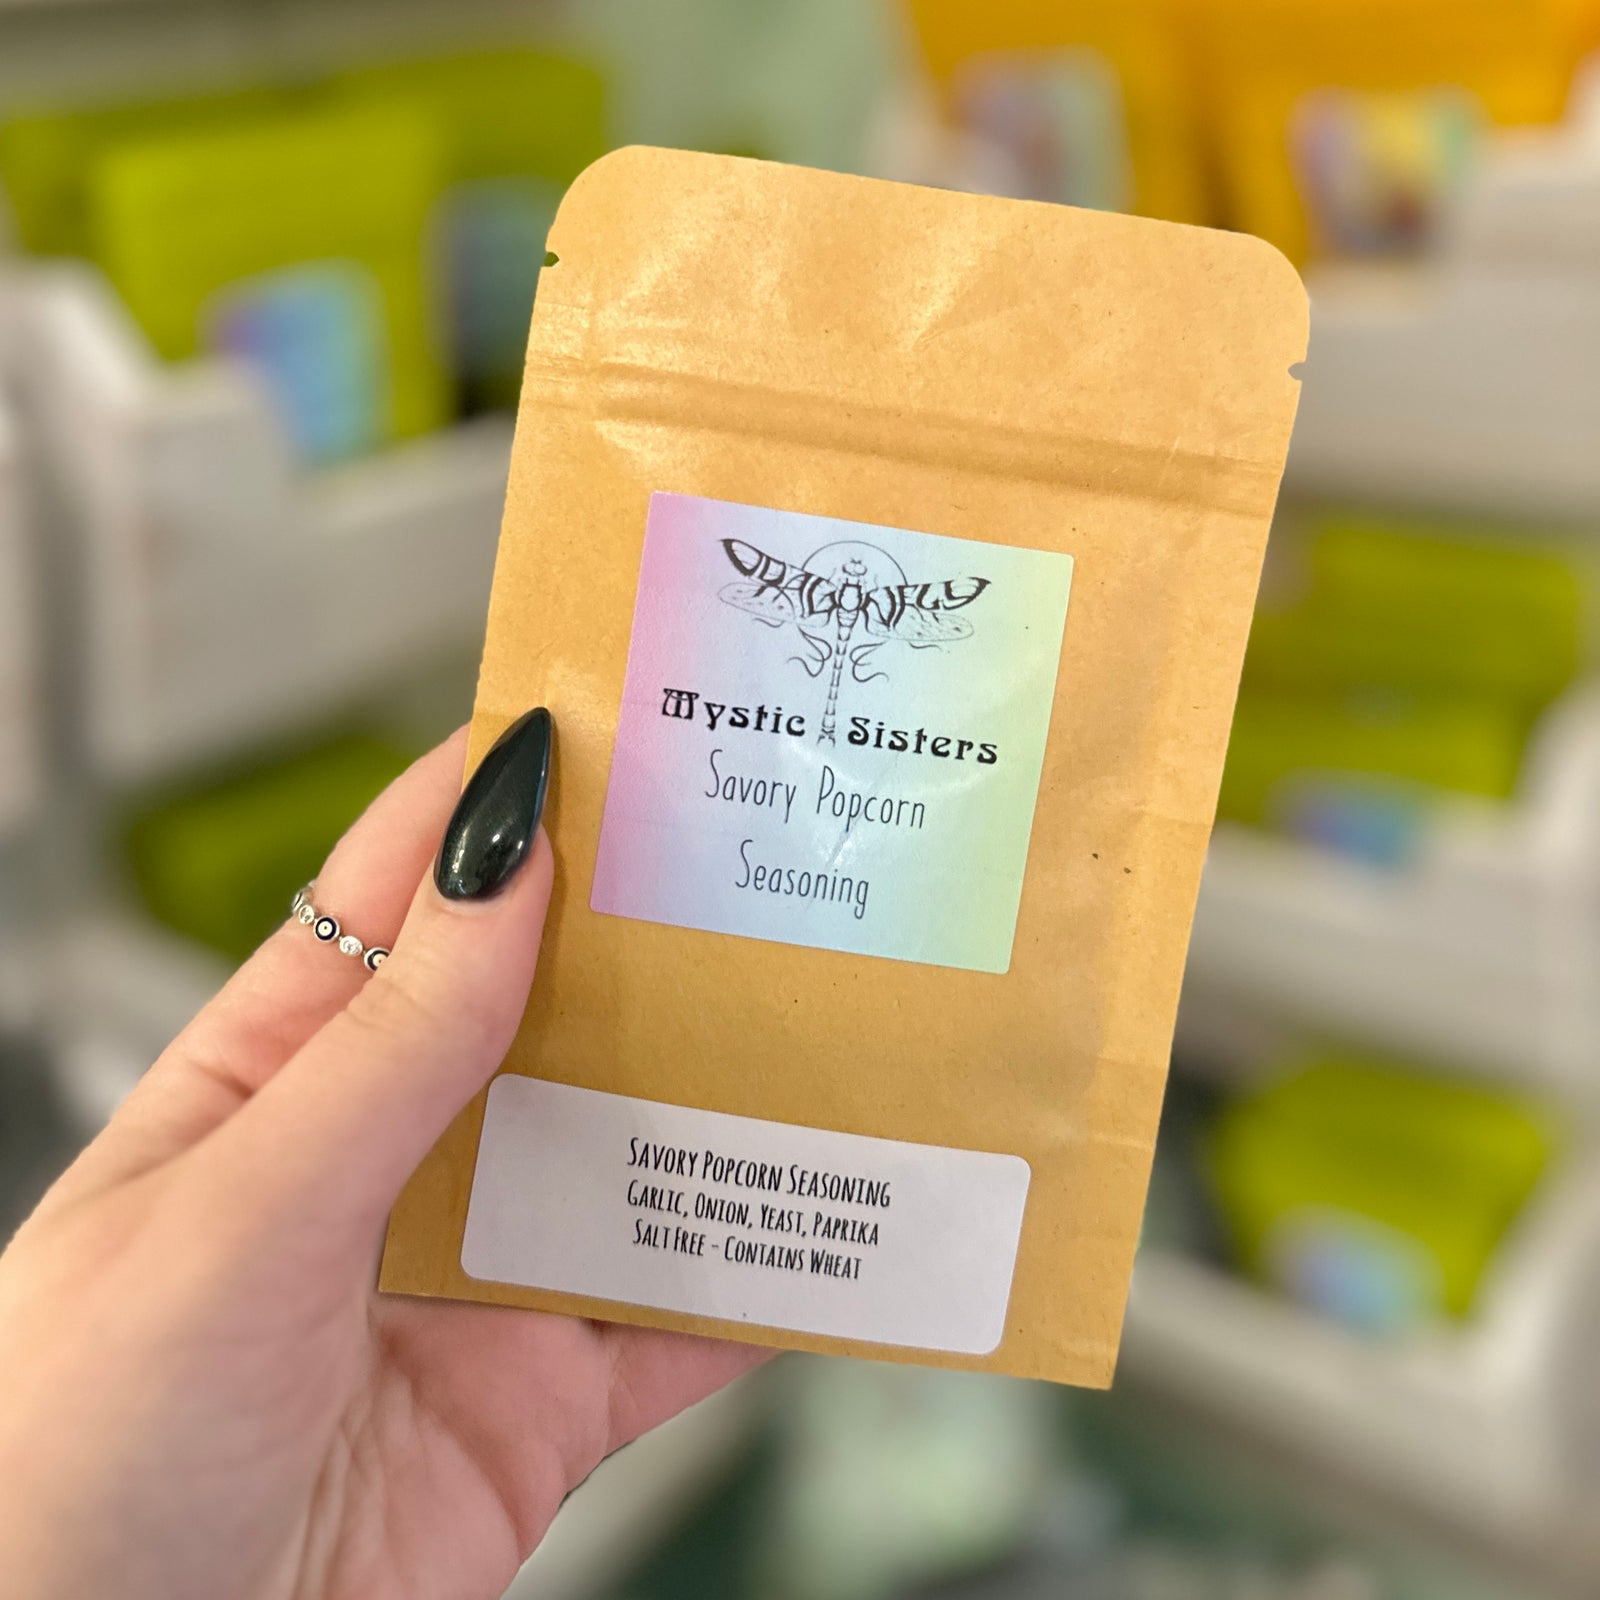 DRAGONFLY
Mystic Sisters
Savory Popcorn
Seasoning
SAVORY POPCORN SEASONING
GARLIC, ONION, YEAST, PAPRIKA
SALT FREE - CONTAINS WHEAT